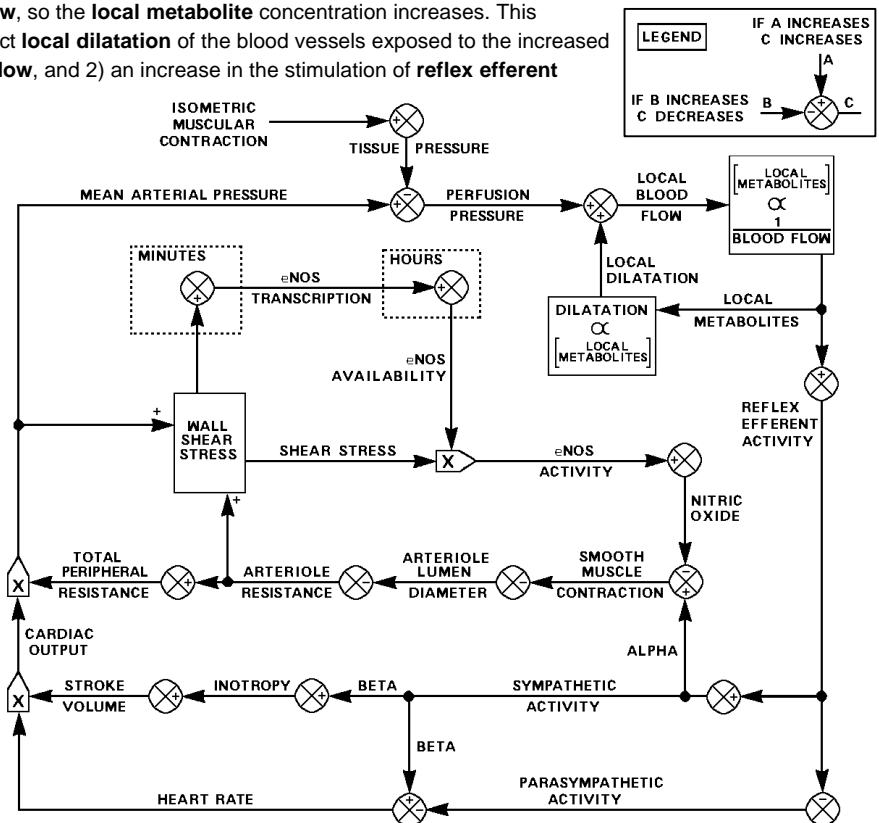 w, so the local metabolite concentration increases. This
ct local dilatation of the blood vessels exposed to the increased
low, and 2) an increase in the stimulation of reflex efferent
LEGEND
IF A INCREASES
C INCREASES
A
+
IF B INCREASES
C DECREASES
B
-
C
ISOMETRIC
MUSCULAR
CONTRACTION
+
TISSUE PRESSURE
MEAN ARTERIAL PRESSURE
+
-
PERFUSION
PRESSURE
+
+
LOCAL
BLOOD
FLOW
[LOCAL
METABOLITES]
∝
1
BLOOD FLOW
MINUTES
+
eNOS
TRANSCRIPTION
HOURS
+
LOCAL
DILATATION
DILATATION
∝
[LOCAL
METABOLITES]
LOCAL
METABOLITES
eNOS
AVAILABILITY
+
REFLEX
EFFERENT
ACTIVITY
+
WALL
SHEAR
STRESS
+
SHEAR STRESS
X
eNOS
ACTIVITY
+
NITRIC
OXIDE
X
TOTAL
PERIPHERAL
RESISTANCE
+
ARTERIOLE
RESISTANCE
-
ARTERIOLE
LUMEN
DIAMETER
-
SMOOTH
MUSCLE
CONTRACTION
-
+
CARDIAC
OUTPUT
ALPHA
X
STROKE
VOLUME
+
INOTROPY
+
BETA
SYMPATHETIC
ACTIVITY
+
BETA
HEART RATE
+
-
PARASYMPATHETIC
ACTIVITY
-